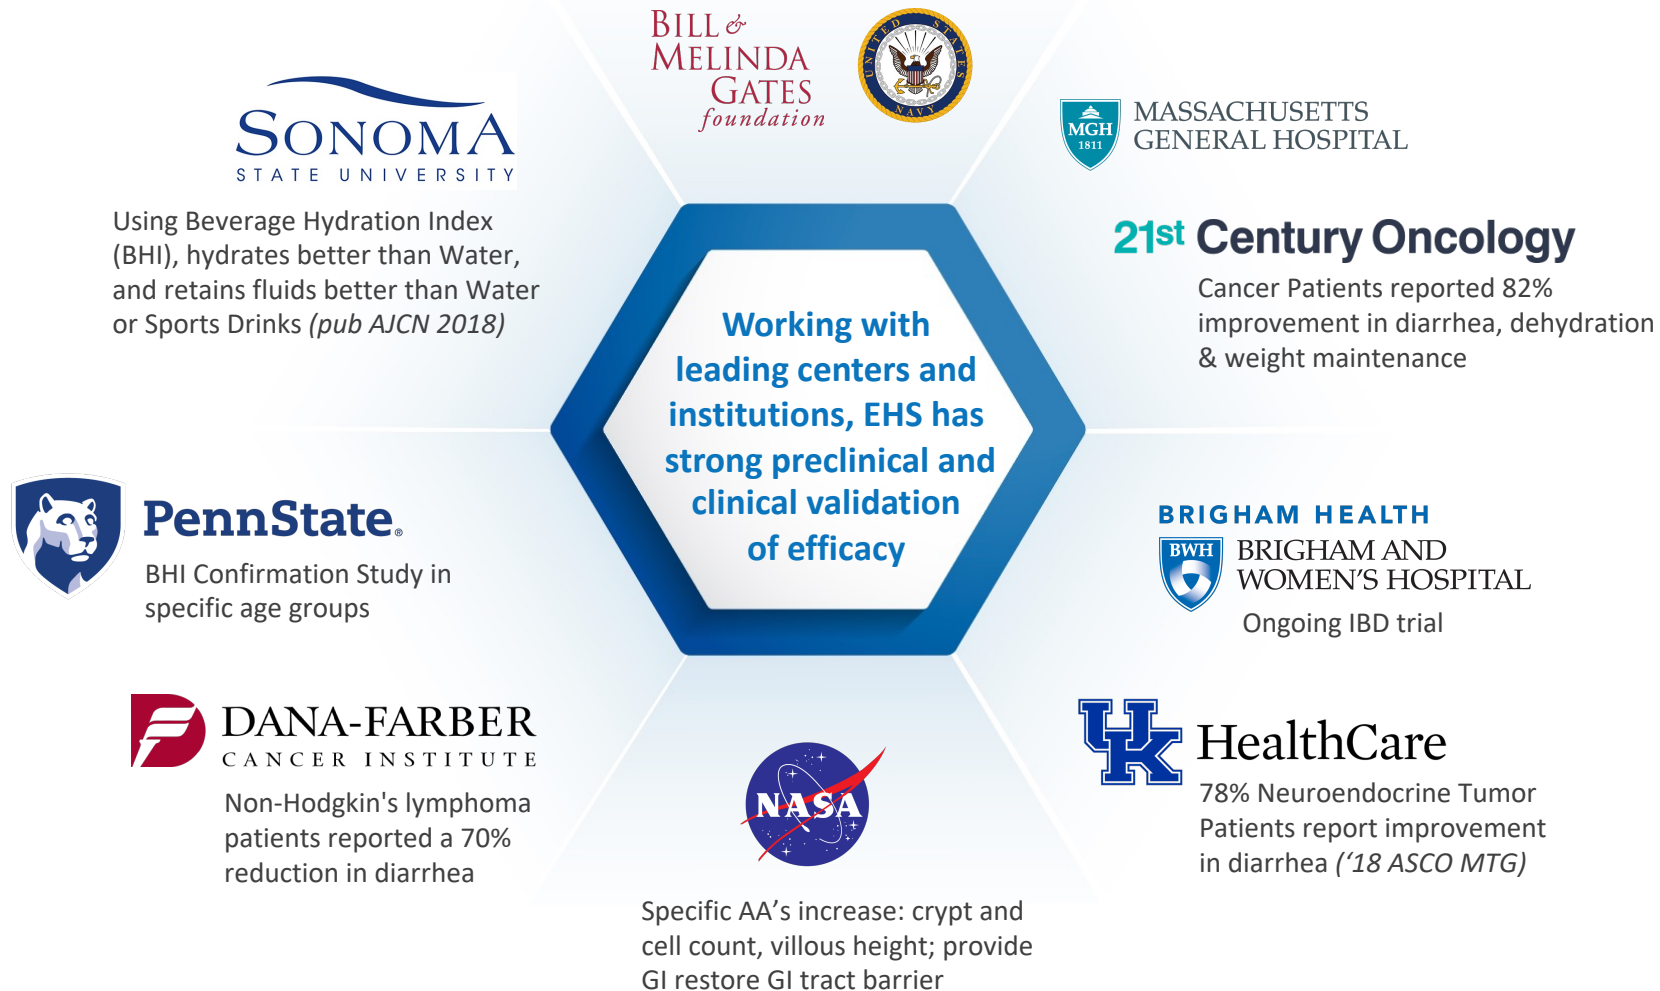 BILL &
MELINDA
GATES
foundation
UNITED STATES
NAVY
SONOMA
STATE UNIVERSITY
Using Beverage Hydration Index
(BHI), hydrates better than Water,
and retains fluids better than Water
or Sports Drinks (pub AJCN 2018)
MGH
1811
MASSACHUSETTS
GENERAL HOSPITAL
21st Century Oncology
Cancer Patients reported 82%
improvement in diarrhea, dehydration
& weight maintenance
Working with
leading centers and
institutions, EHS has
strong preclinical and
clinical validation
of efficacy
PennState®
BHI Confirmation Study in
specific age groups
BRIGHAM HEALTH
BWH
BRIGHAM AND
WOMEN'S HOSPITAL
Ongoing IBD trial
DANA-FARBER
CANCER INSTITUTE
Non-Hodgkin's lymphoma
patients reported a 70%
reduction in diarrhea
NASA
Specific AA’s increase: crypt and
cell count, villous height; provide
GI restore GI tract barrier
UK HealthCare
78% Neuroendocrine Tumor
Patients report improvement
in diarrhea (‘18 ASCO MTG)